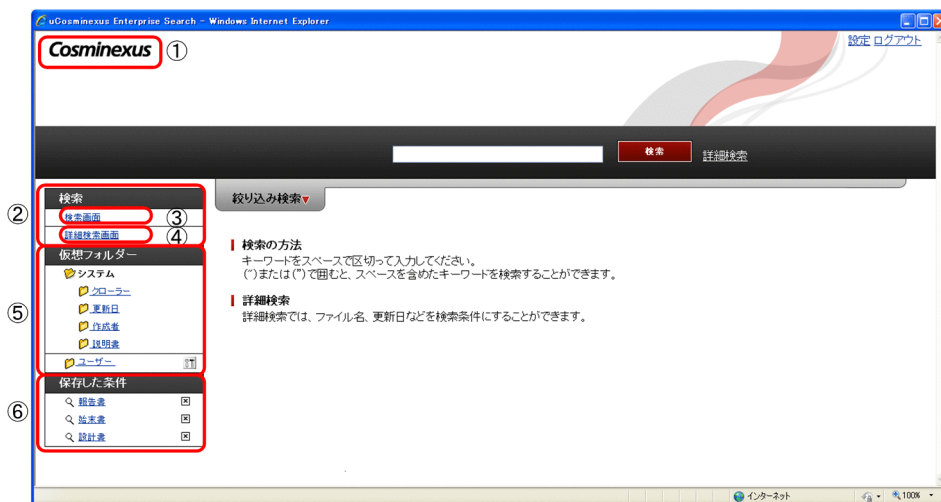 uCosminexus Enterprise Search - Windows Internet Explorer
Cosminexus ①
設定 ログアウト
検索 詳細検索
② 検索
検索画面 ③
詳細検索画面 ④
絞り込み検索▼
検索の方法
キーワードをスペースで区切って入力してください。
(')または(")で囲むと、スペースを含めたキーワードを検索することができます。
詳細検索
詳細検索では、ファイル名、更新日などを検索条件にすることができます。
⑤ 仮想フォルダー
システム
クローラー
更新日
作成者
説明書
ユーザー
⑥ 保存した条件
報告書
始末書
設計書
インターネット
100%